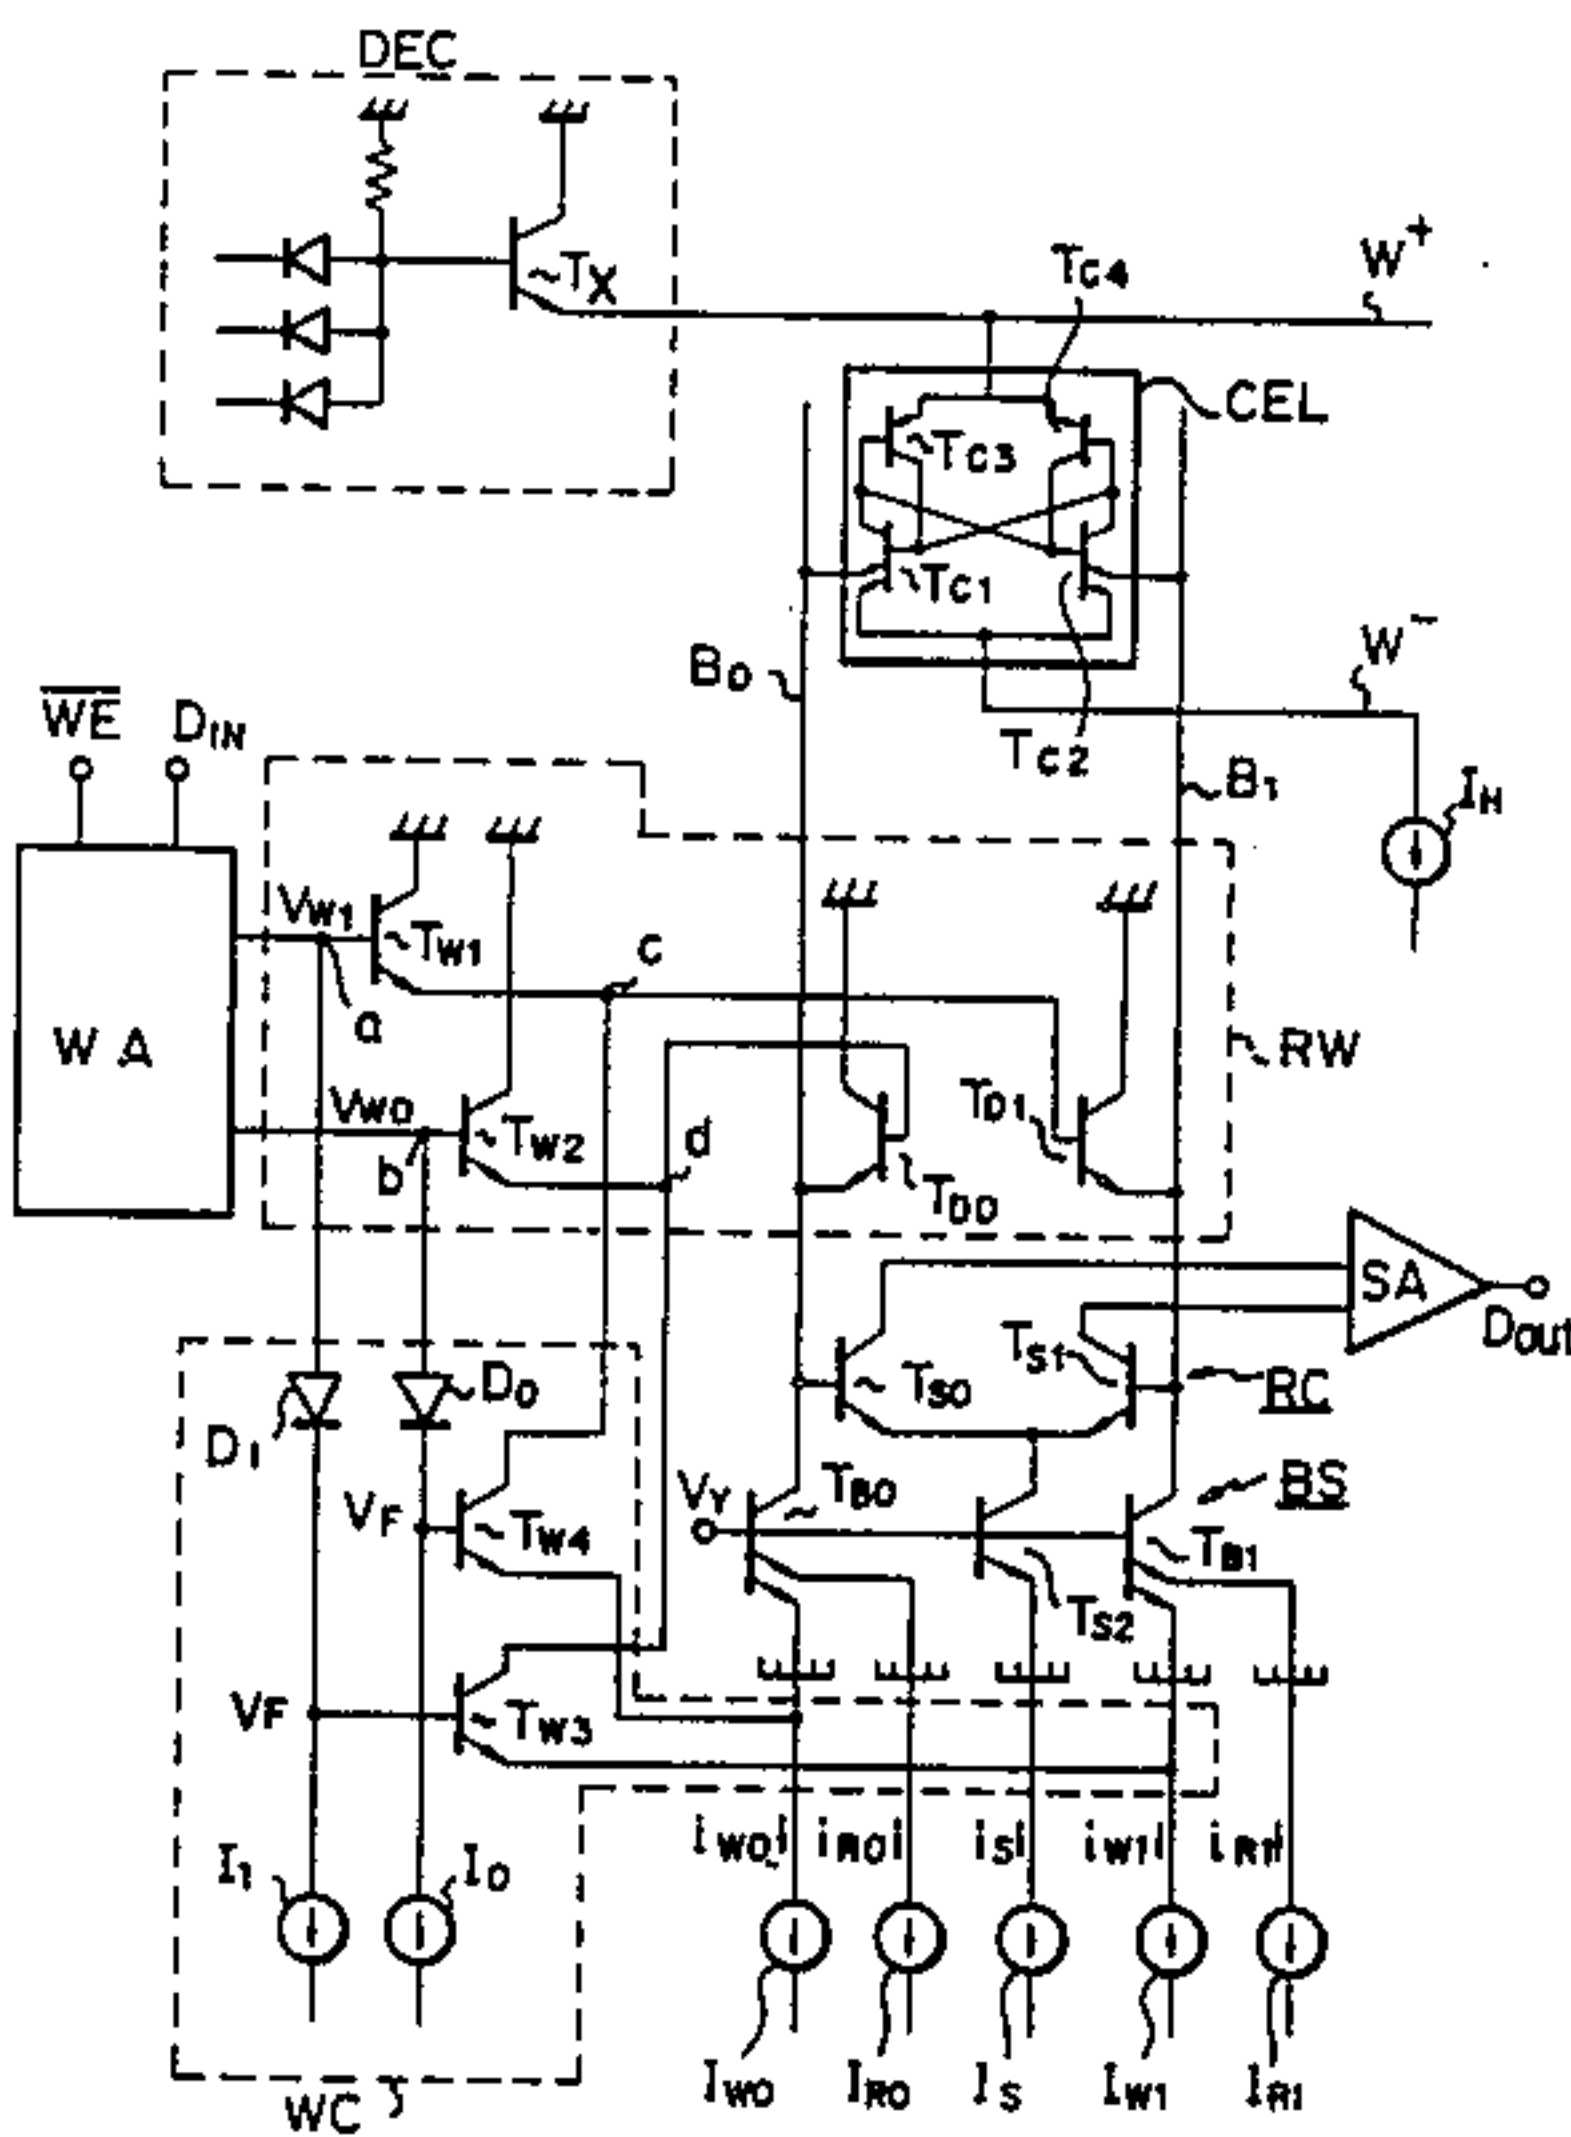 DEC
TX
TC4
W+
CEL
TC3
TC1
B0
W−
WE DIN
TC2
B1
IH
VW1
TW1
c
a
WA
RW
VW0
TW2
d
TD1
b
TD0
SA
DOUT
TS1
D0
TS0
RC
D1
VY
TB0
BS
VF
TW4
TB1
TS2
VF
TW3
iW0 iR0 iS iW1 iR1
I1 I0
IW0 IR0 IS IW1 IR1
WC